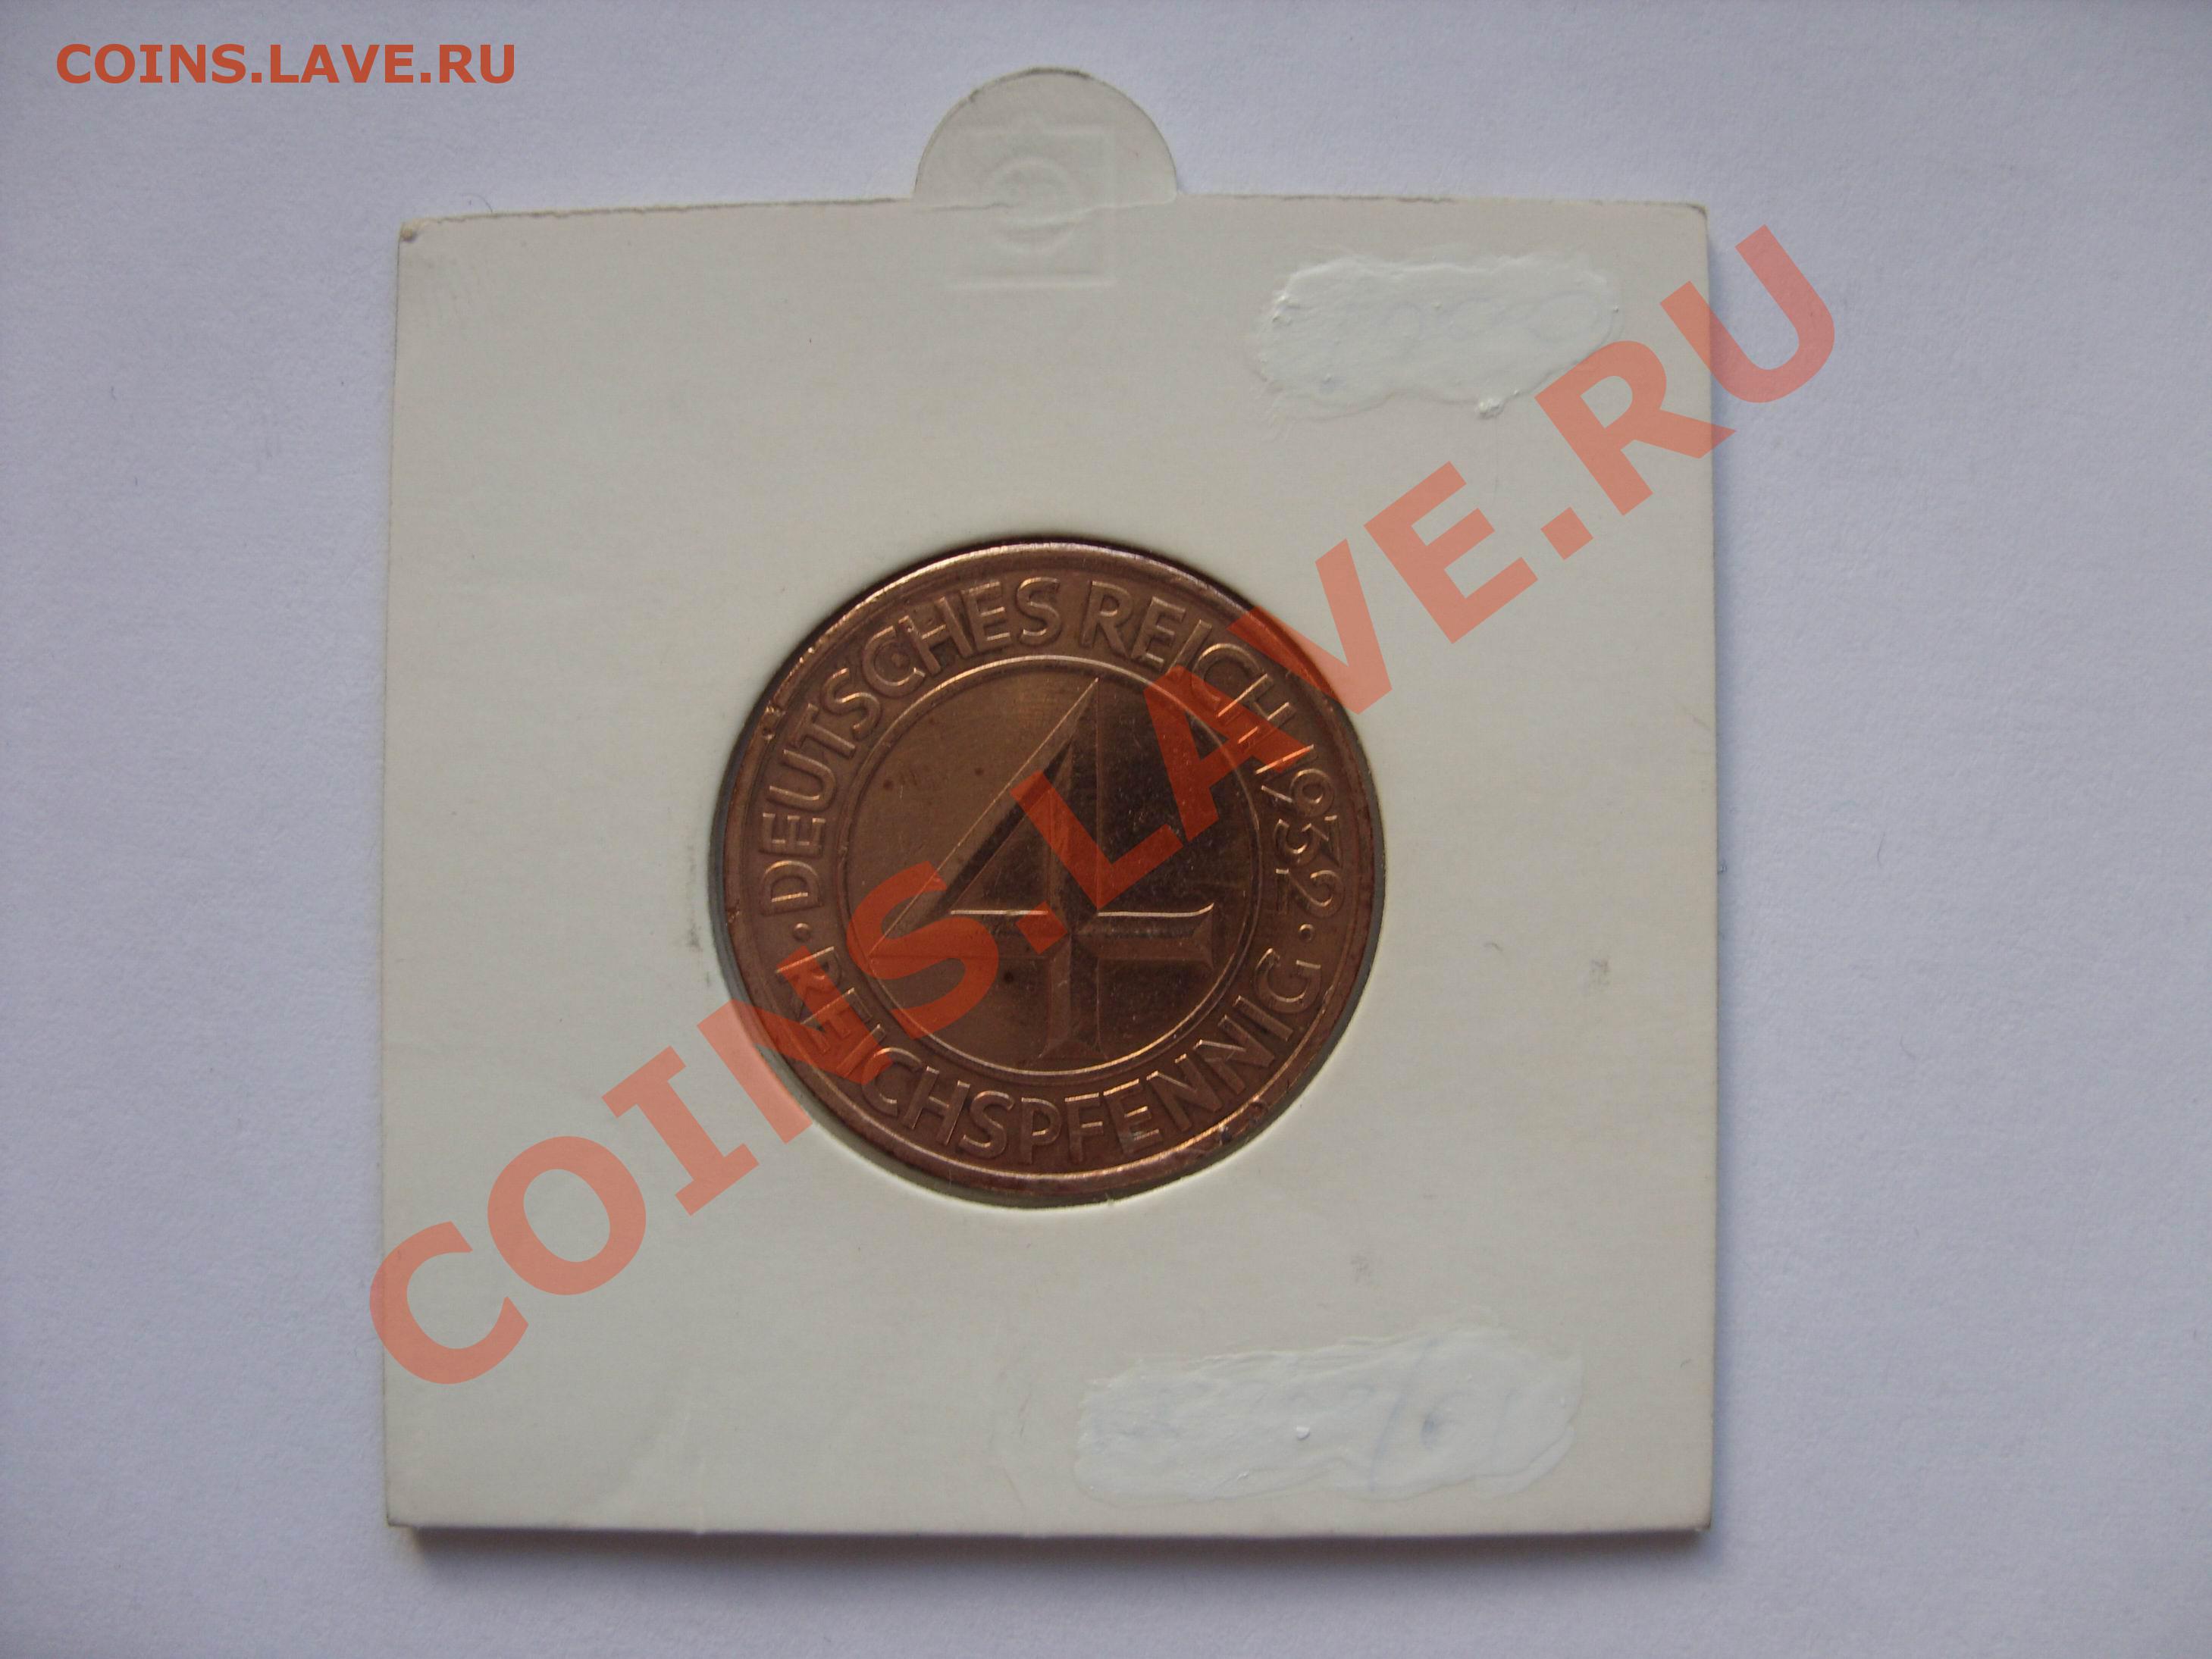 COINS.LAVE.RU
COINS.LAVE.RU
· DEUTSCHES REICH 1932 ·
REICHSPFENNIG
4